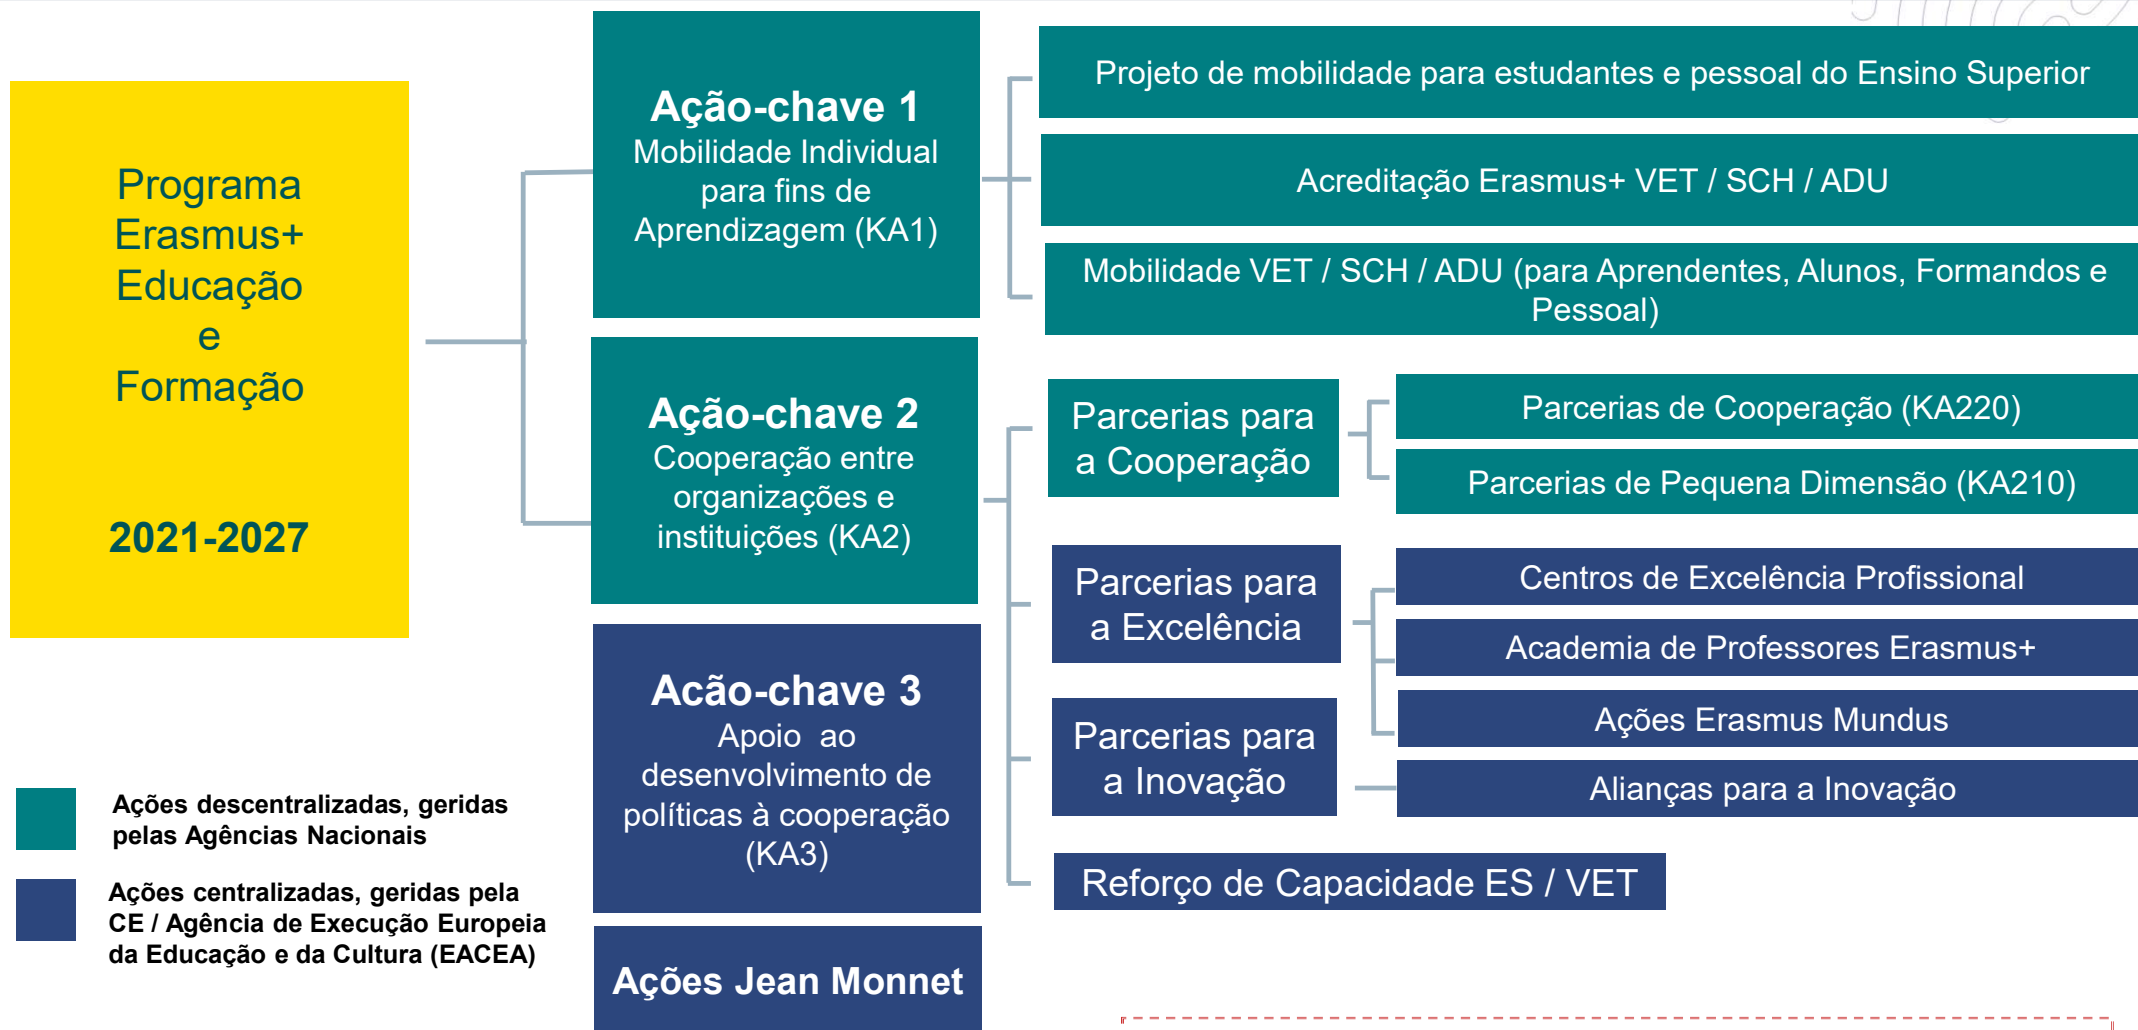 Programa
Erasmus+
Educação
e
Formação
2021-2027
Ação-chave 1
Mobilidade Individual
para fins de
Aprendizagem (KA1)
Projeto de mobilidade para estudantes e pessoal do Ensino Superior
Acreditação Erasmus+ VET / SCH / ADU
Mobilidade VET / SCH / ADU (para Aprendentes, Alunos, Formandos e
Pessoal)
Ação-chave 2
Cooperação entre
organizações e
instituições (KA2)
Parcerias para
a Cooperação
Parcerias de Cooperação (KA220)
Parcerias de Pequena Dimensão (KA210)
Parcerias para
a Excelência
Centros de Excelência Profissional
Academia de Professores Erasmus+
Ações Erasmus Mundus
Parcerias para
a Inovação
Alianças para a Inovação
Reforço de Capacidade ES / VET
Acão-chave 3
Apoio ao
desenvolvimento de
políticas à cooperação
(KA3)
Ações Jean Monnet
Ações descentralizadas, geridas
pelas Agências Nacionais
Ações centralizadas, geridas pela
CE / Agência de Execução Europeia
da Educação e da Cultura (EACEA)